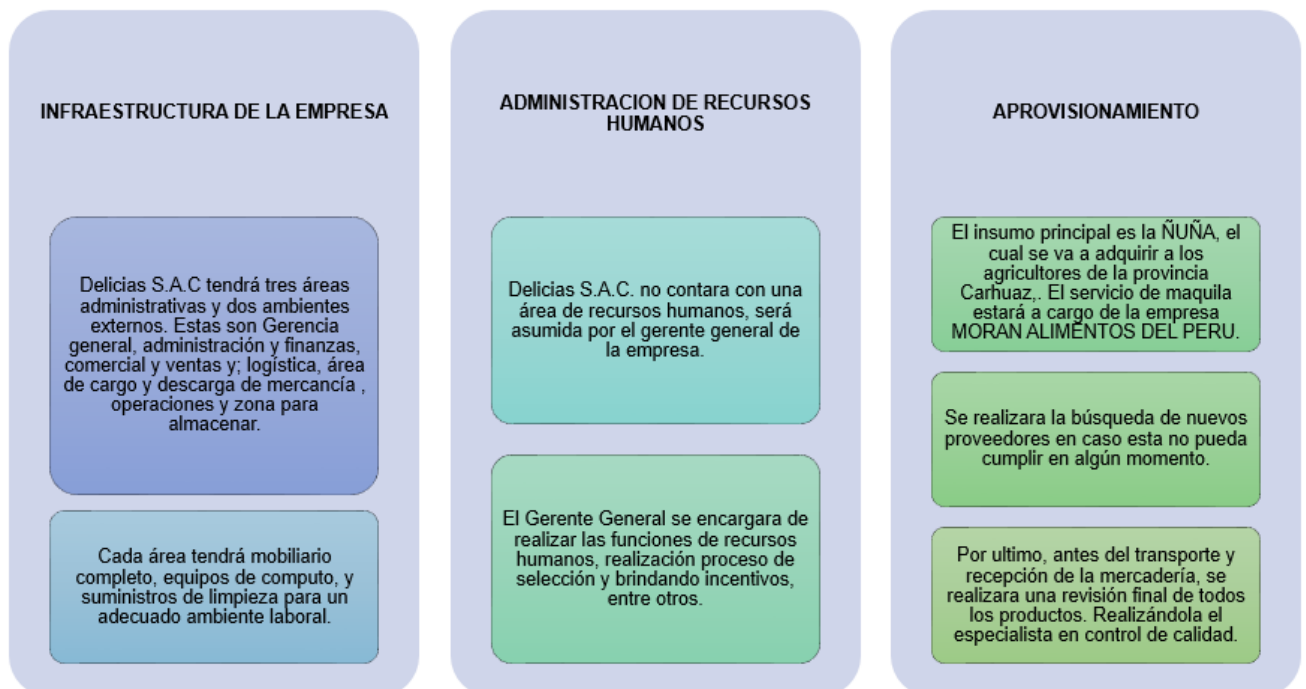 INFRAESTRUCTURA DE LA EMPRESA
Delicias S.A.C tendrá tres áreas
administrativas y dos ambientes
externos. Estas son Gerencia
general, administración y finanzas,
comercial y ventas y; logística, área
de cargo y descarga de mercancía ,
operaciones y zona para
almacenar.
Cada área tendrá mobiliario
completo, equipos de computo, y
suministros de limpieza para un
adecuado ambiente laboral.
ADMINISTRACION DE RECURSOS
HUMANOS
Delicias S.A.C. no contara con una
área de recursos humanos, será
asumida por el gerente general de
la empresa.
El Gerente General se encargara de
realizar las funciones de recursos
humanos, realización proceso de
selección y brindando incentivos,
entre otros.
APROVISIONAMIENTO
El insumo principal es la ÑUÑA, el
cual se va a adquirir a los
agricultores de la provincia
Carhuaz,. El servicio de maquila
estará a cargo de la empresa
MORAN ALIMENTOS DEL PERU.
Se realizara la búsqueda de nuevos
proveedores en caso esta no pueda
cumplir en algún momento.
Por ultimo, antes del transporte y
recepción de la mercadería, se
realizara una revisión final de todos
los productos. Realizándola el
especialista en control de calidad.